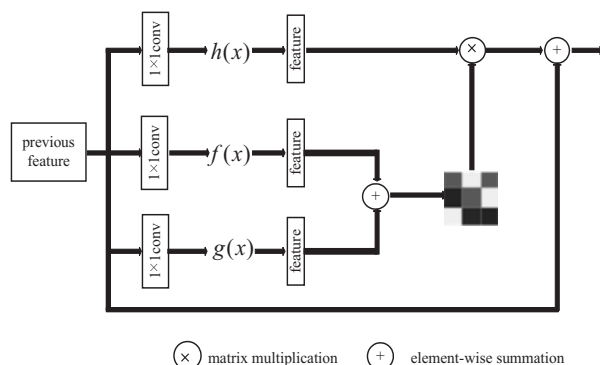 1×1conv
h(x)
feature
×
+
previous
feature
1×1conv
f(x)
feature
+
1×1conv
g(x)
feature
× matrix multiplication
+ element-wise summation